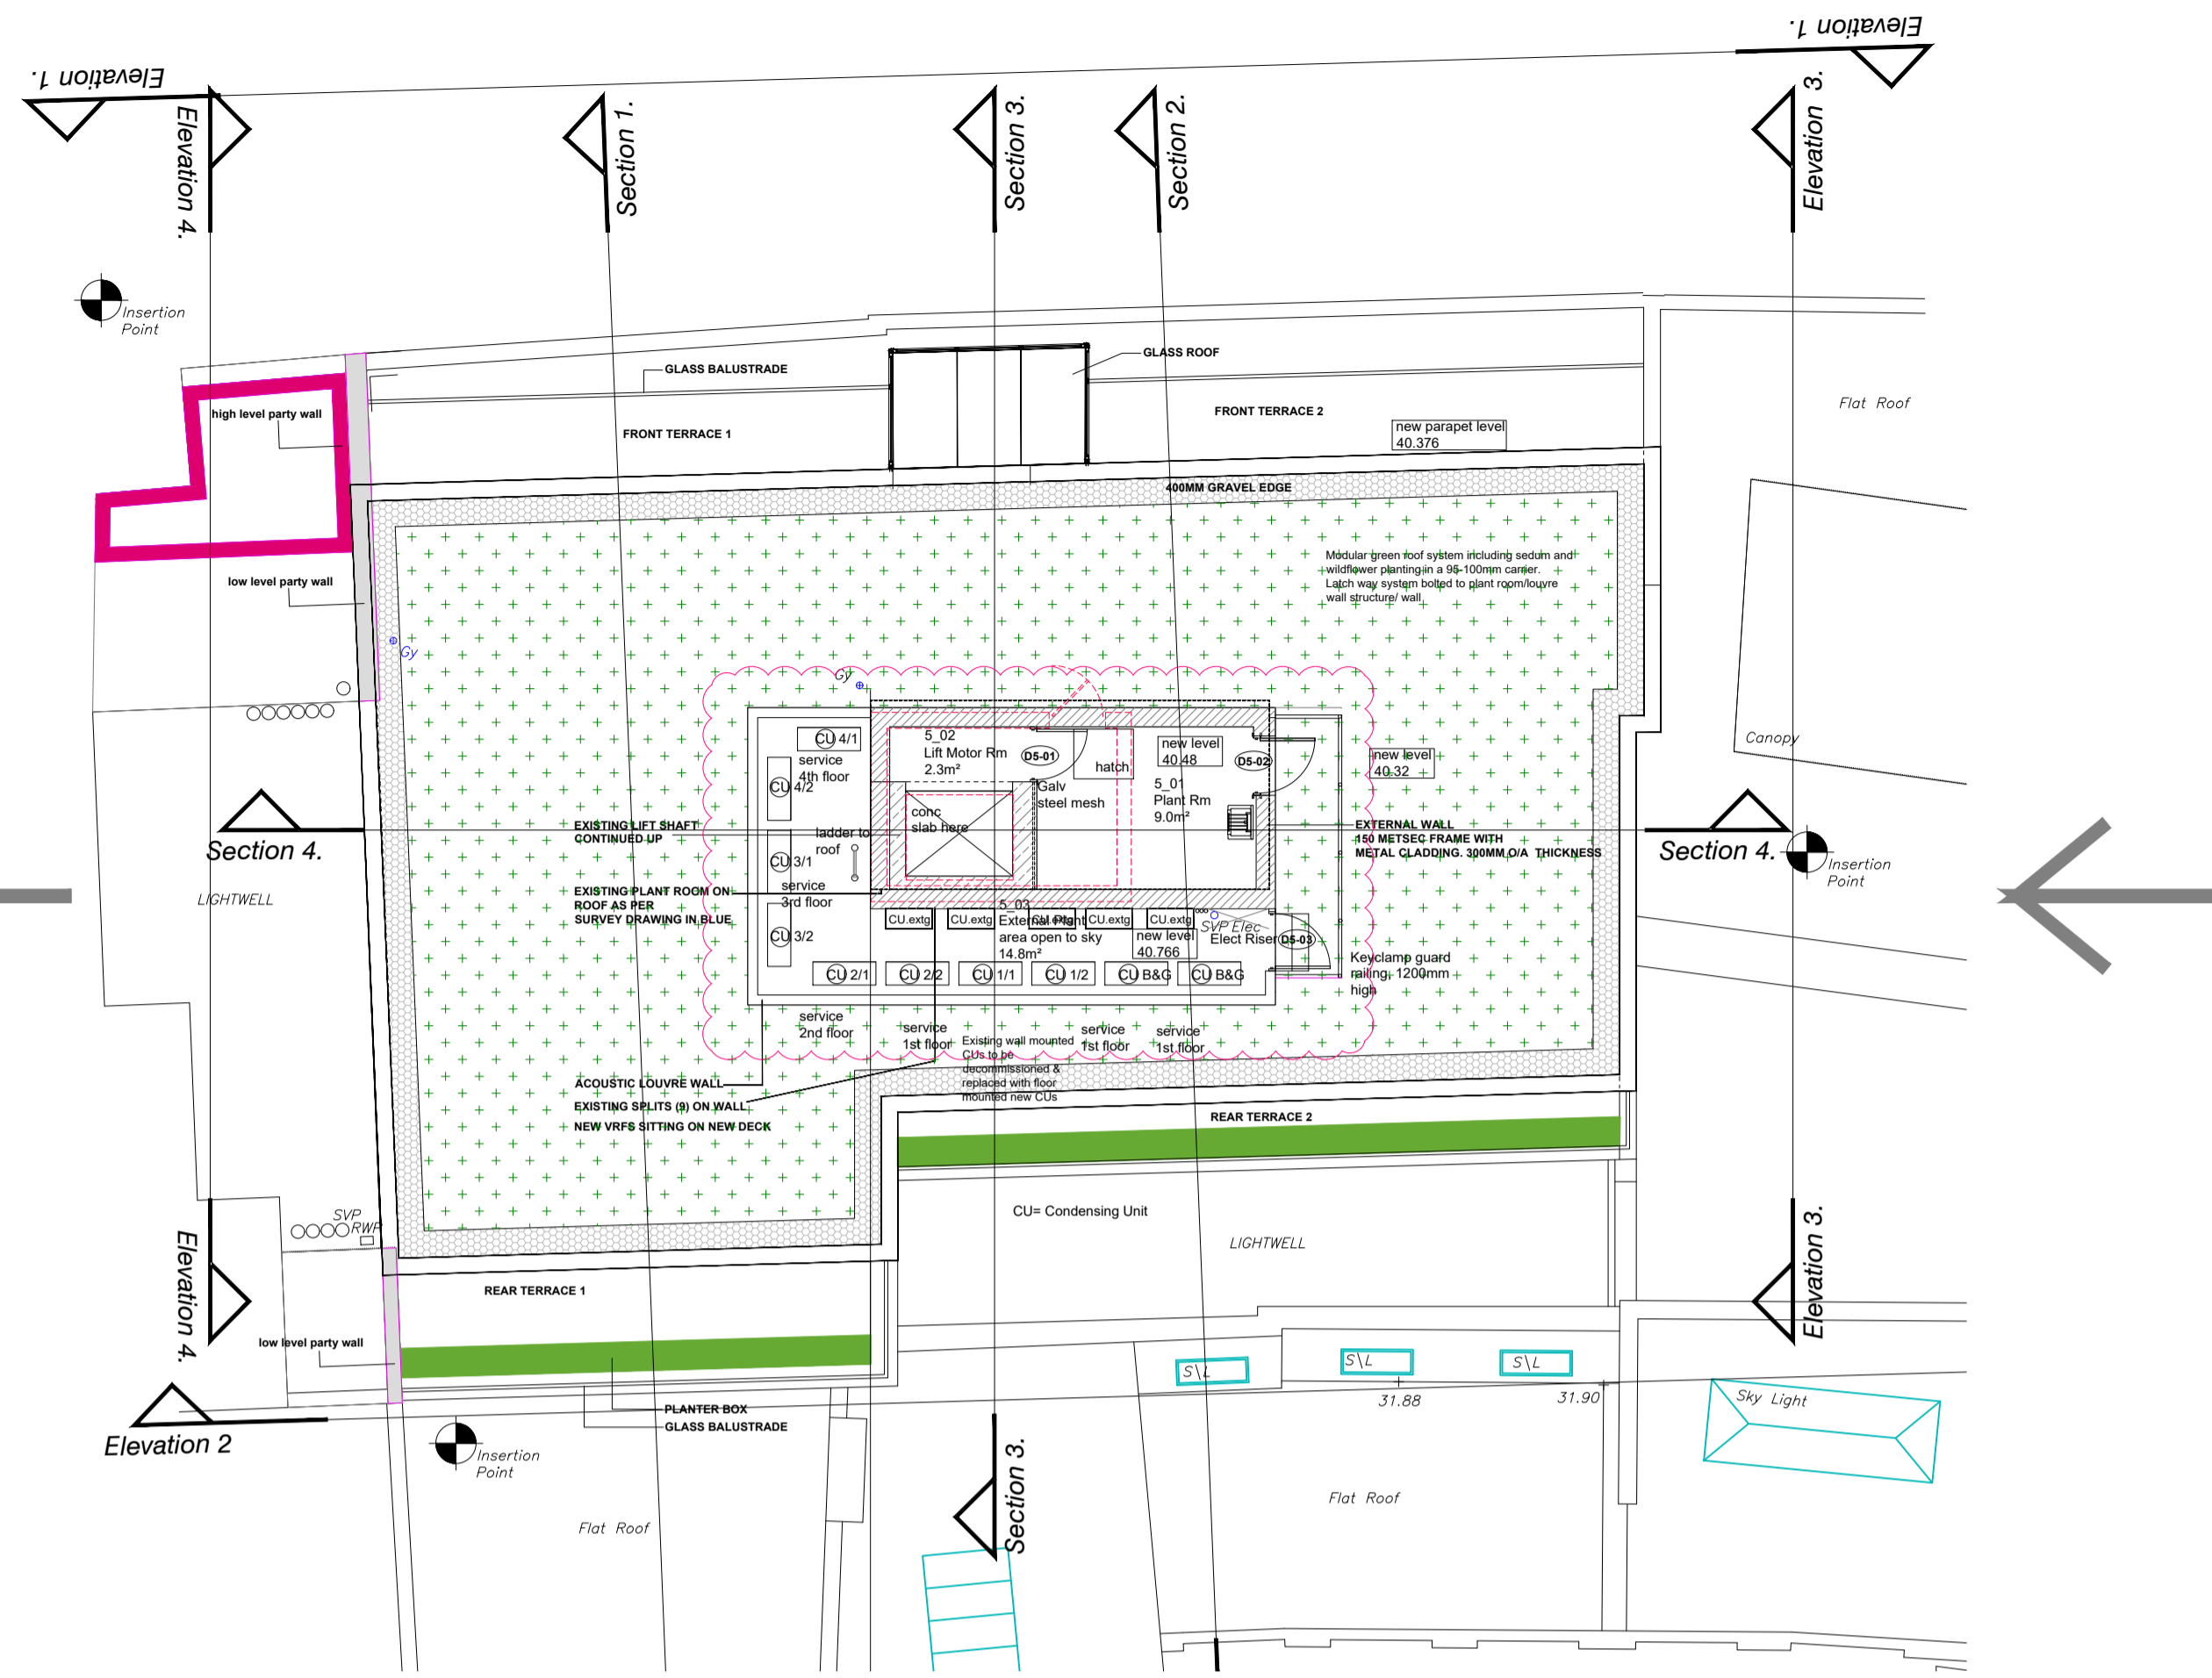 Elevation 1.
Elevation 1.
Elevation 4.
Section 1.
Section 3.
Section 2.
Elevation 3.
Insertion
Point
GLASS BALUSTRADE
GLASS ROOF
high level party wall
FRONT TERRACE 1
FRONT TERRACE 2
new parapet level
40.376
Flat Roof
400MM GRAVEL EDGE
low level party wall
Modular green roof system including sedum and
wildflower planting in a 95-100mm carrier.
Latch way system bolted to plant room/louvre
wall structure/ wall
Gy
Gy
Canopy
CU 4/1
service
4th floor
CU 4/2
5_02
Lift Motor Rm
2.3m²
D5-01
hatch
new level
40.48
D5-02
new level
40.32
Galv
steel mesh
5_01
Plant Rm
9.0m²
conc
slab here
EXISTING LIFT SHAFT
CONTINUED UP
ladder to
roof
EXTERNAL WALL
150 METSEC FRAME WITH
METAL CLADDING. 300MM O/A THICKNESS
Section 4.
Section 4.
Insertion
Point
CU 3/1
service
3rd floor
EXISTING PLANT ROOM ON
ROOF AS PER
SURVEY DRAWING IN BLUE
LIGHTWELL
CU 3/2
CU.extg
CU.extg
CU.extg
CU.extg
CU.extg
5_03
External Plant
area open to sky
14.8m²
SVP Elec
Elect Riser
D5-03
new level
40.766
Keyclamp guard
railing, 1200mm
high
CU 2/1
CU 2/2
CU 1/1
CU 1/2
CU B&G
CU B&G
service
2nd floor
service
1st floor
service
1st floor
service
1st floor
Existing wall mounted
CUs to be
decommissioned &
replaced with floor
mounted new CUs
ACOUSTIC LOUVRE WALL
EXISTING SPLITS (9) ON WALL
NEW VRFS SITTING ON NEW DECK
REAR TERRACE 2
CU= Condensing Unit
LIGHTWELL
SVP
RWP
Elevation 4.
Elevation 3.
REAR TERRACE 1
low level party wall
S\L
S\L
S\L
31.88
31.90
Sky Light
PLANTER BOX
GLASS BALUSTRADE
Elevation 2
Insertion
Point
Section 3.
Flat Roof
Flat Roof